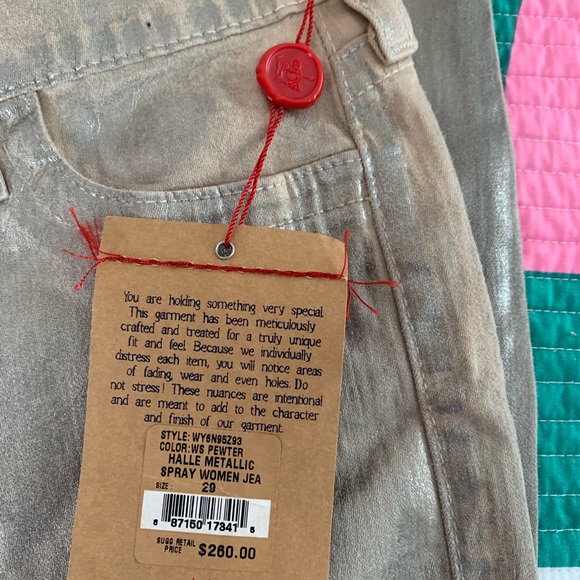 You are holding something very special.
This garment has been meticulously
crafted and treated for a truly unique
fit and feel. Because we individually
distress each item, you will notice areas
of fading, wear and even holes. Do
not stress! These nuances are intentional
and are meant to add to the character
and finish of our garment.
STYLE: WY6N95Z93
COLOR:WS PEWTER
HALLE METALLIC
SPRAY WOMEN JEA
SIZE : 29
6 87150 17341 5
SUGG RETAIL
PRICE $260.00